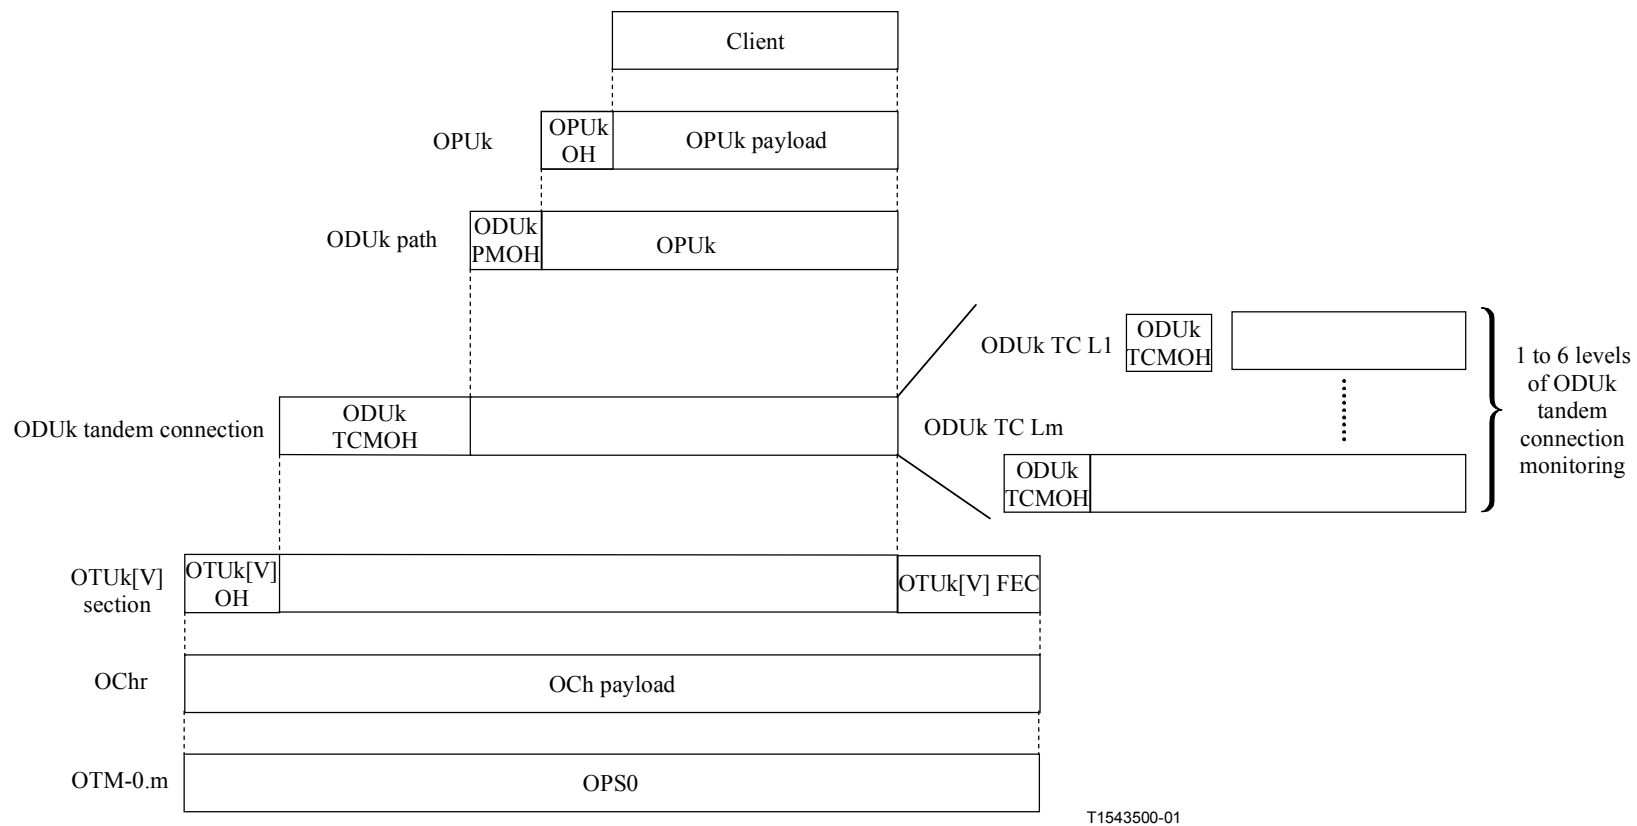 Client
OPUk
OPUk
OH
OPUk payload
ODUk path
ODUk
PMOH
OPUk
ODUk TC L1
ODUk
TCMOH
1 to 6 levels
of ODUk
tandem
connection
monitoring
ODUk tandem connection
ODUk
TCMOH
ODUk TC Lm
ODUk
TCMOH
OTUk[V]
section
OTUk[V]
OH
OTUk[V] FEC
OChr
OCh payload
OTM-0.m
OPS0
T1543500-01